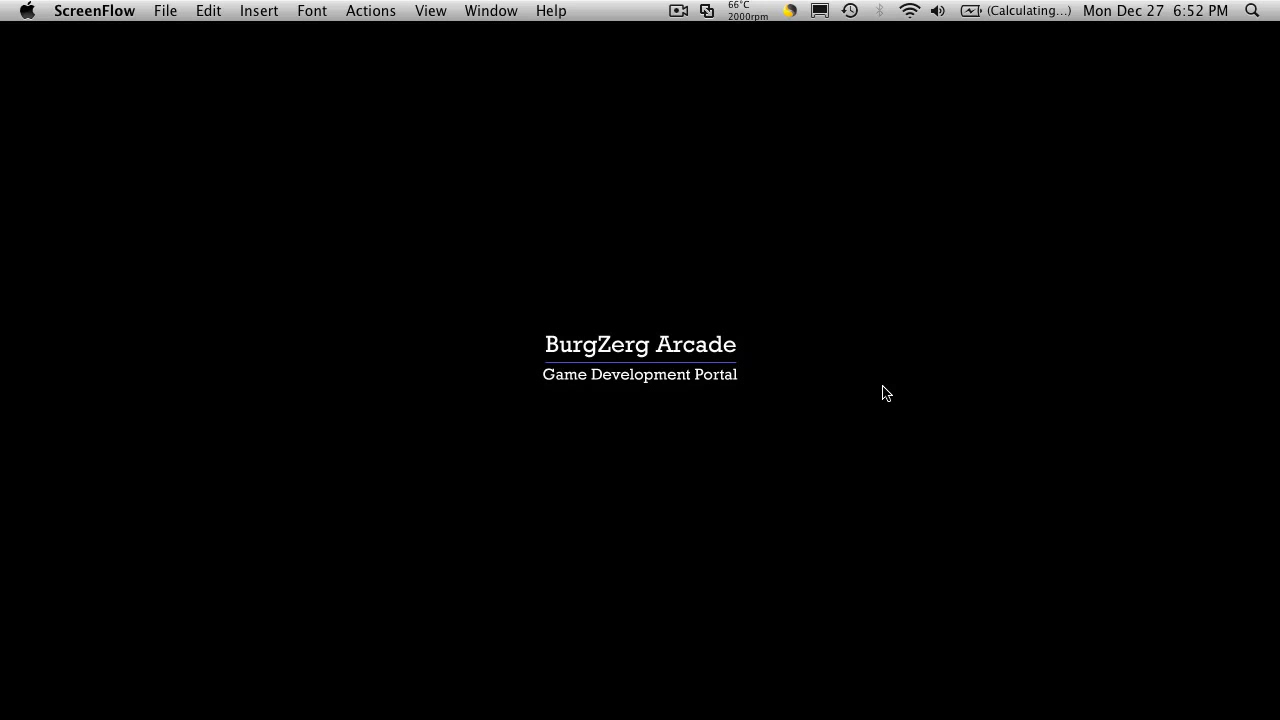 ScreenFlow File Edit Insert Font Actions View Window Help 66°C 2000rpm (Calculating...) Mon Dec 27 6:52 PM
BurgZerg Arcade
Game Development Portal